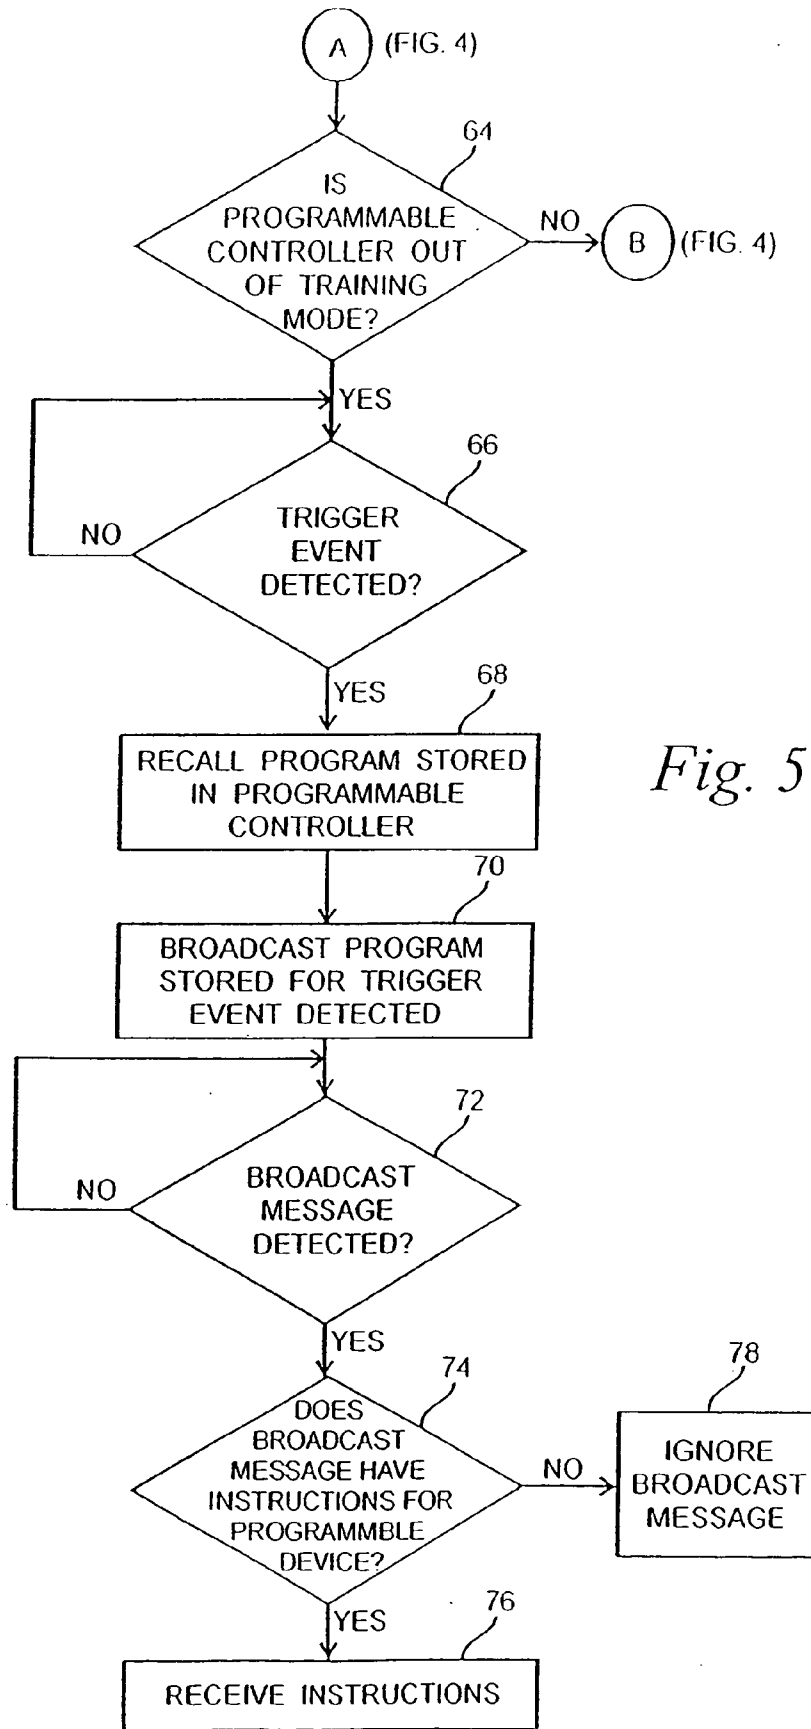 A (FIG. 4)
64
IS
PROGRAMMABLE
CONTROLLER OUT
OF TRAINING
MODE?
NO
B (FIG. 4)
YES
66
TRIGGER
EVENT
DETECTED?
NO
YES
68
RECALL PROGRAM STORED
IN PROGRAMMABLE
CONTROLLER
Fig. 5
70
BROADCAST PROGRAM
STORED FOR TRIGGER
EVENT DETECTED
72
BROADCAST
MESSAGE
DETECTED?
NO
YES
74
DOES
BROADCAST
MESSAGE HAVE
INSTRUCTIONS FOR
PROGRAMMBLE
DEVICE?
NO
78
IGNORE
BROADCAST
MESSAGE
YES
76
RECEIVE INSTRUCTIONS